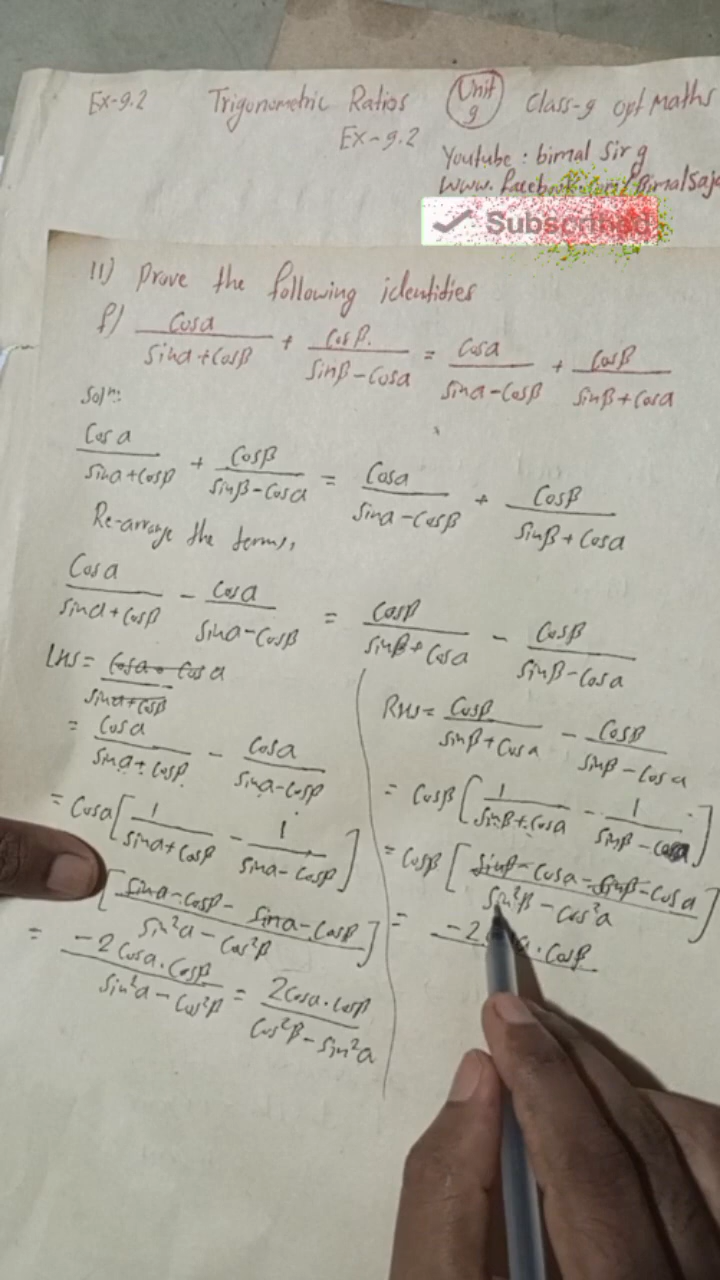 Ex-9.2 Trigonometric Ratios Unit 9 Class-9 opt maths
Ex-9.2
Youtube : bimal sir g
www.facebook.com/Bimalsaja
✓ Subscribed
11) prove the following identities
f) Cosα/(Sinα+Cosβ) + Cosβ/(Sinβ-Cosα) = Cosα/(Sinα-Cosβ) + Cosβ/(Sinβ+Cosα)
Solⁿ:
Cosα/(Sinα+Cosβ) + Cosβ/(Sinβ-Cosα) = Cosα/(Sinα-Cosβ) + Cosβ/(Sinβ+Cosα)
Re-arrange the terms,
Cosα/(Sinα+Cosβ) - Cosα/(Sinα-Cosβ) = Cosβ/(SinB+Cosα) - Cosβ/(Sinβ-Cosα)
LHS =
= Cosα/(Sinα+Cosβ) - Cosα/(Sinα-Cosβ)
= Cosα[1/(Sinα+Cosβ) - 1/(Sinα-Cosβ)]
[(Sinα-Cosβ-Sinα-Cosβ)/(Sin²α-Cos²β)]
= -2Cosα.Cosβ/(Sin²α-Cos²β) = 2Cosα.Cosβ/(Cos²β-Sin²α)
RHS = Cosβ/(Sinβ+Cosα) - Cosβ/(Sinβ-Cosα)
= Cosβ[1/(Sinβ+Cosα) - 1/(Sinβ-Cosα)]
= Cosβ[(Sinβ-Cosα-Sinβ-Cosα)/(Sin²β-Cos²α)]
= -2 . Cosβ